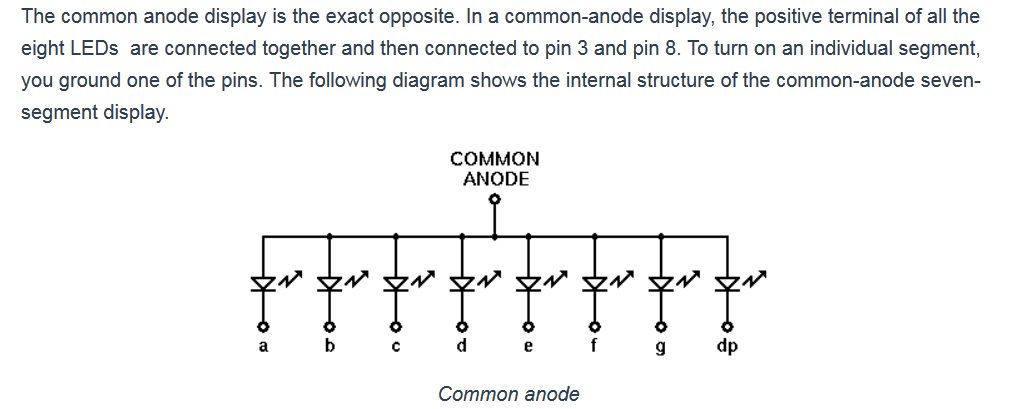 The common anode display is the exact opposite. In a common-anode display, the positive terminal of all the
eight LEDs are connected together and then connected to pin 3 and pin 8. To turn on an individual segment,
you ground one of the pins. The following diagram shows the internal structure of the common-anode seven-
segment display.
COMMON
ANODE
a b c d e f g dp
Common anode